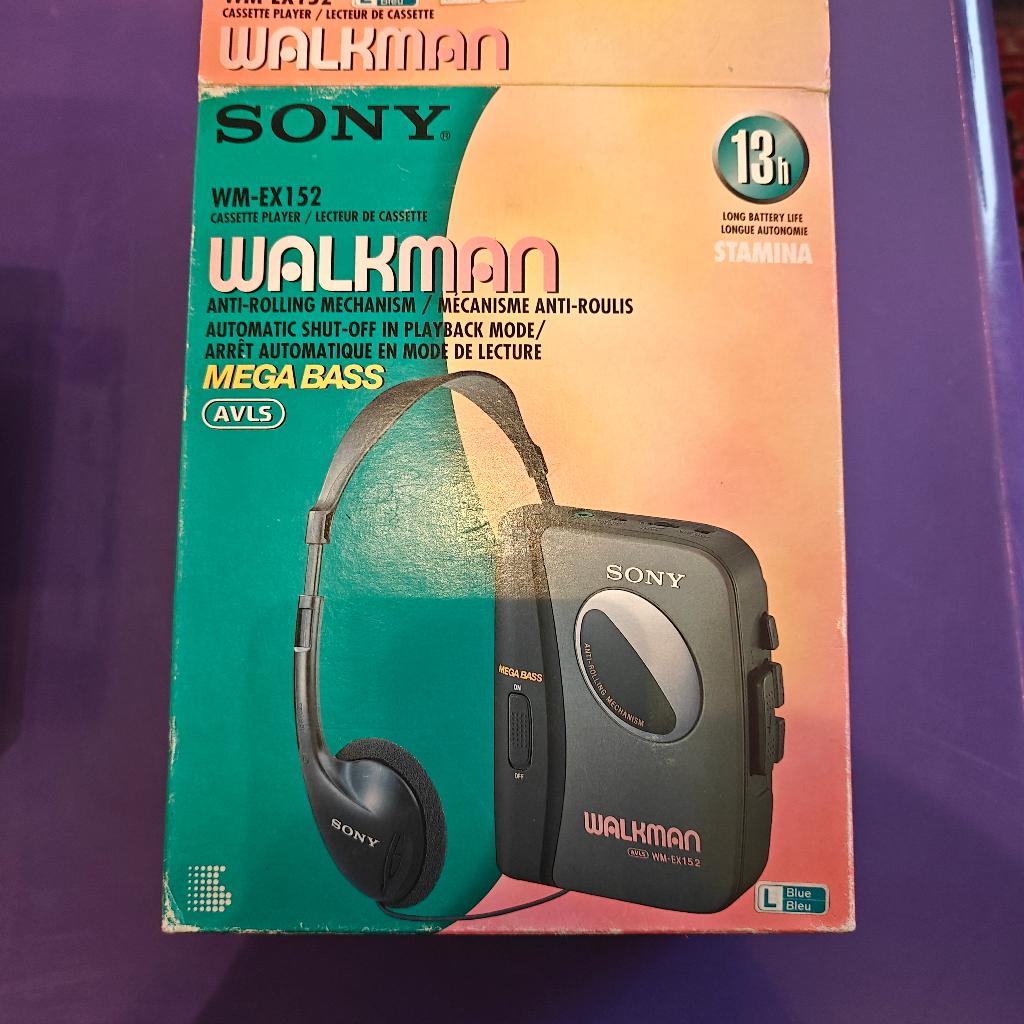 WM-EX152 L Bleu
CASSETTE PLAYER / LECTEUR DE CASSETTE
WALKMAN
SONY®
13h
LONG BATTERY LIFE
LONGUE AUTONOMIE
STAMINA
WM-EX152
CASSETTE PLAYER / LECTEUR DE CASSETTE
WALKMAN
ANTI-ROLLING MECHANISM / MÉCANISME ANTI-ROULIS
AUTOMATIC SHUT-OFF IN PLAYBACK MODE/
ARRÊT AUTOMATIQUE EN MODE DE LECTURE
MEGA BASS
AVLS
SONY
ANTI-ROLLING MECHANISM
MEGA BASS
ON
OFF
SONY
WALKMAN
AVLS WM-EX152
L Blue
Bleu